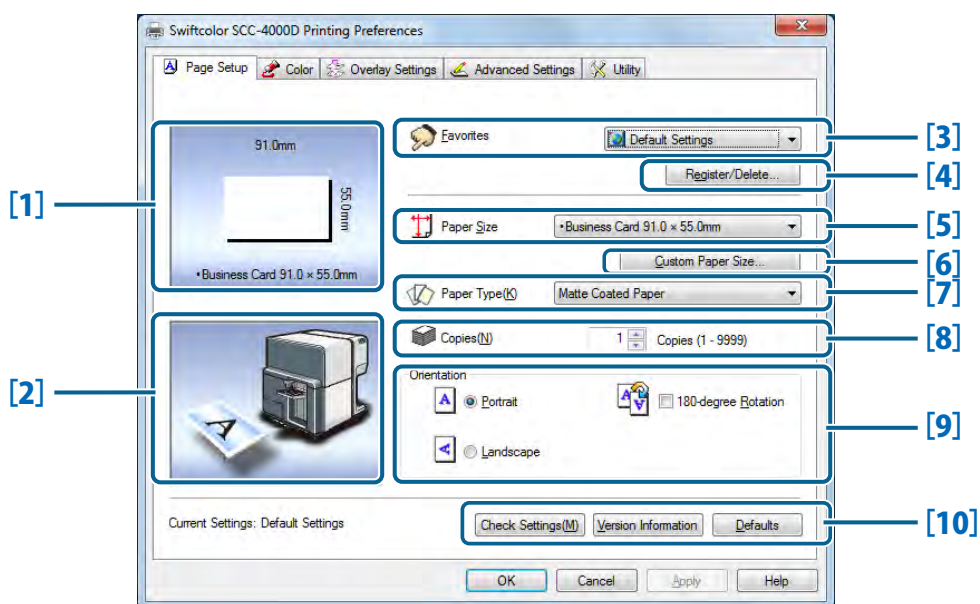 Swiftcolor SCC-4000D Printing Preferences
Page Setup Color Overlay Settings Advanced Settings Utility
91.0mm
55.0mm
•Business Card 91.0 × 55.0mm
[1]
[2]
A
Favorites Default Settings
[3]
Register/Delete...
[4]
Paper Size •Business Card 91.0 × 55.0mm
[5]
Custom Paper Size...
[6]
Paper Type(K) Matte Coated Paper
[7]
Copies(N) 1 Copies (1 - 9999)
[8]
Orientation
A Portrait A A 180-degree Rotation
[9]
A Landscape
Current Settings: Default Settings Check Settings(M) Version Information Defaults
[10]
OK Cancel Apply Help